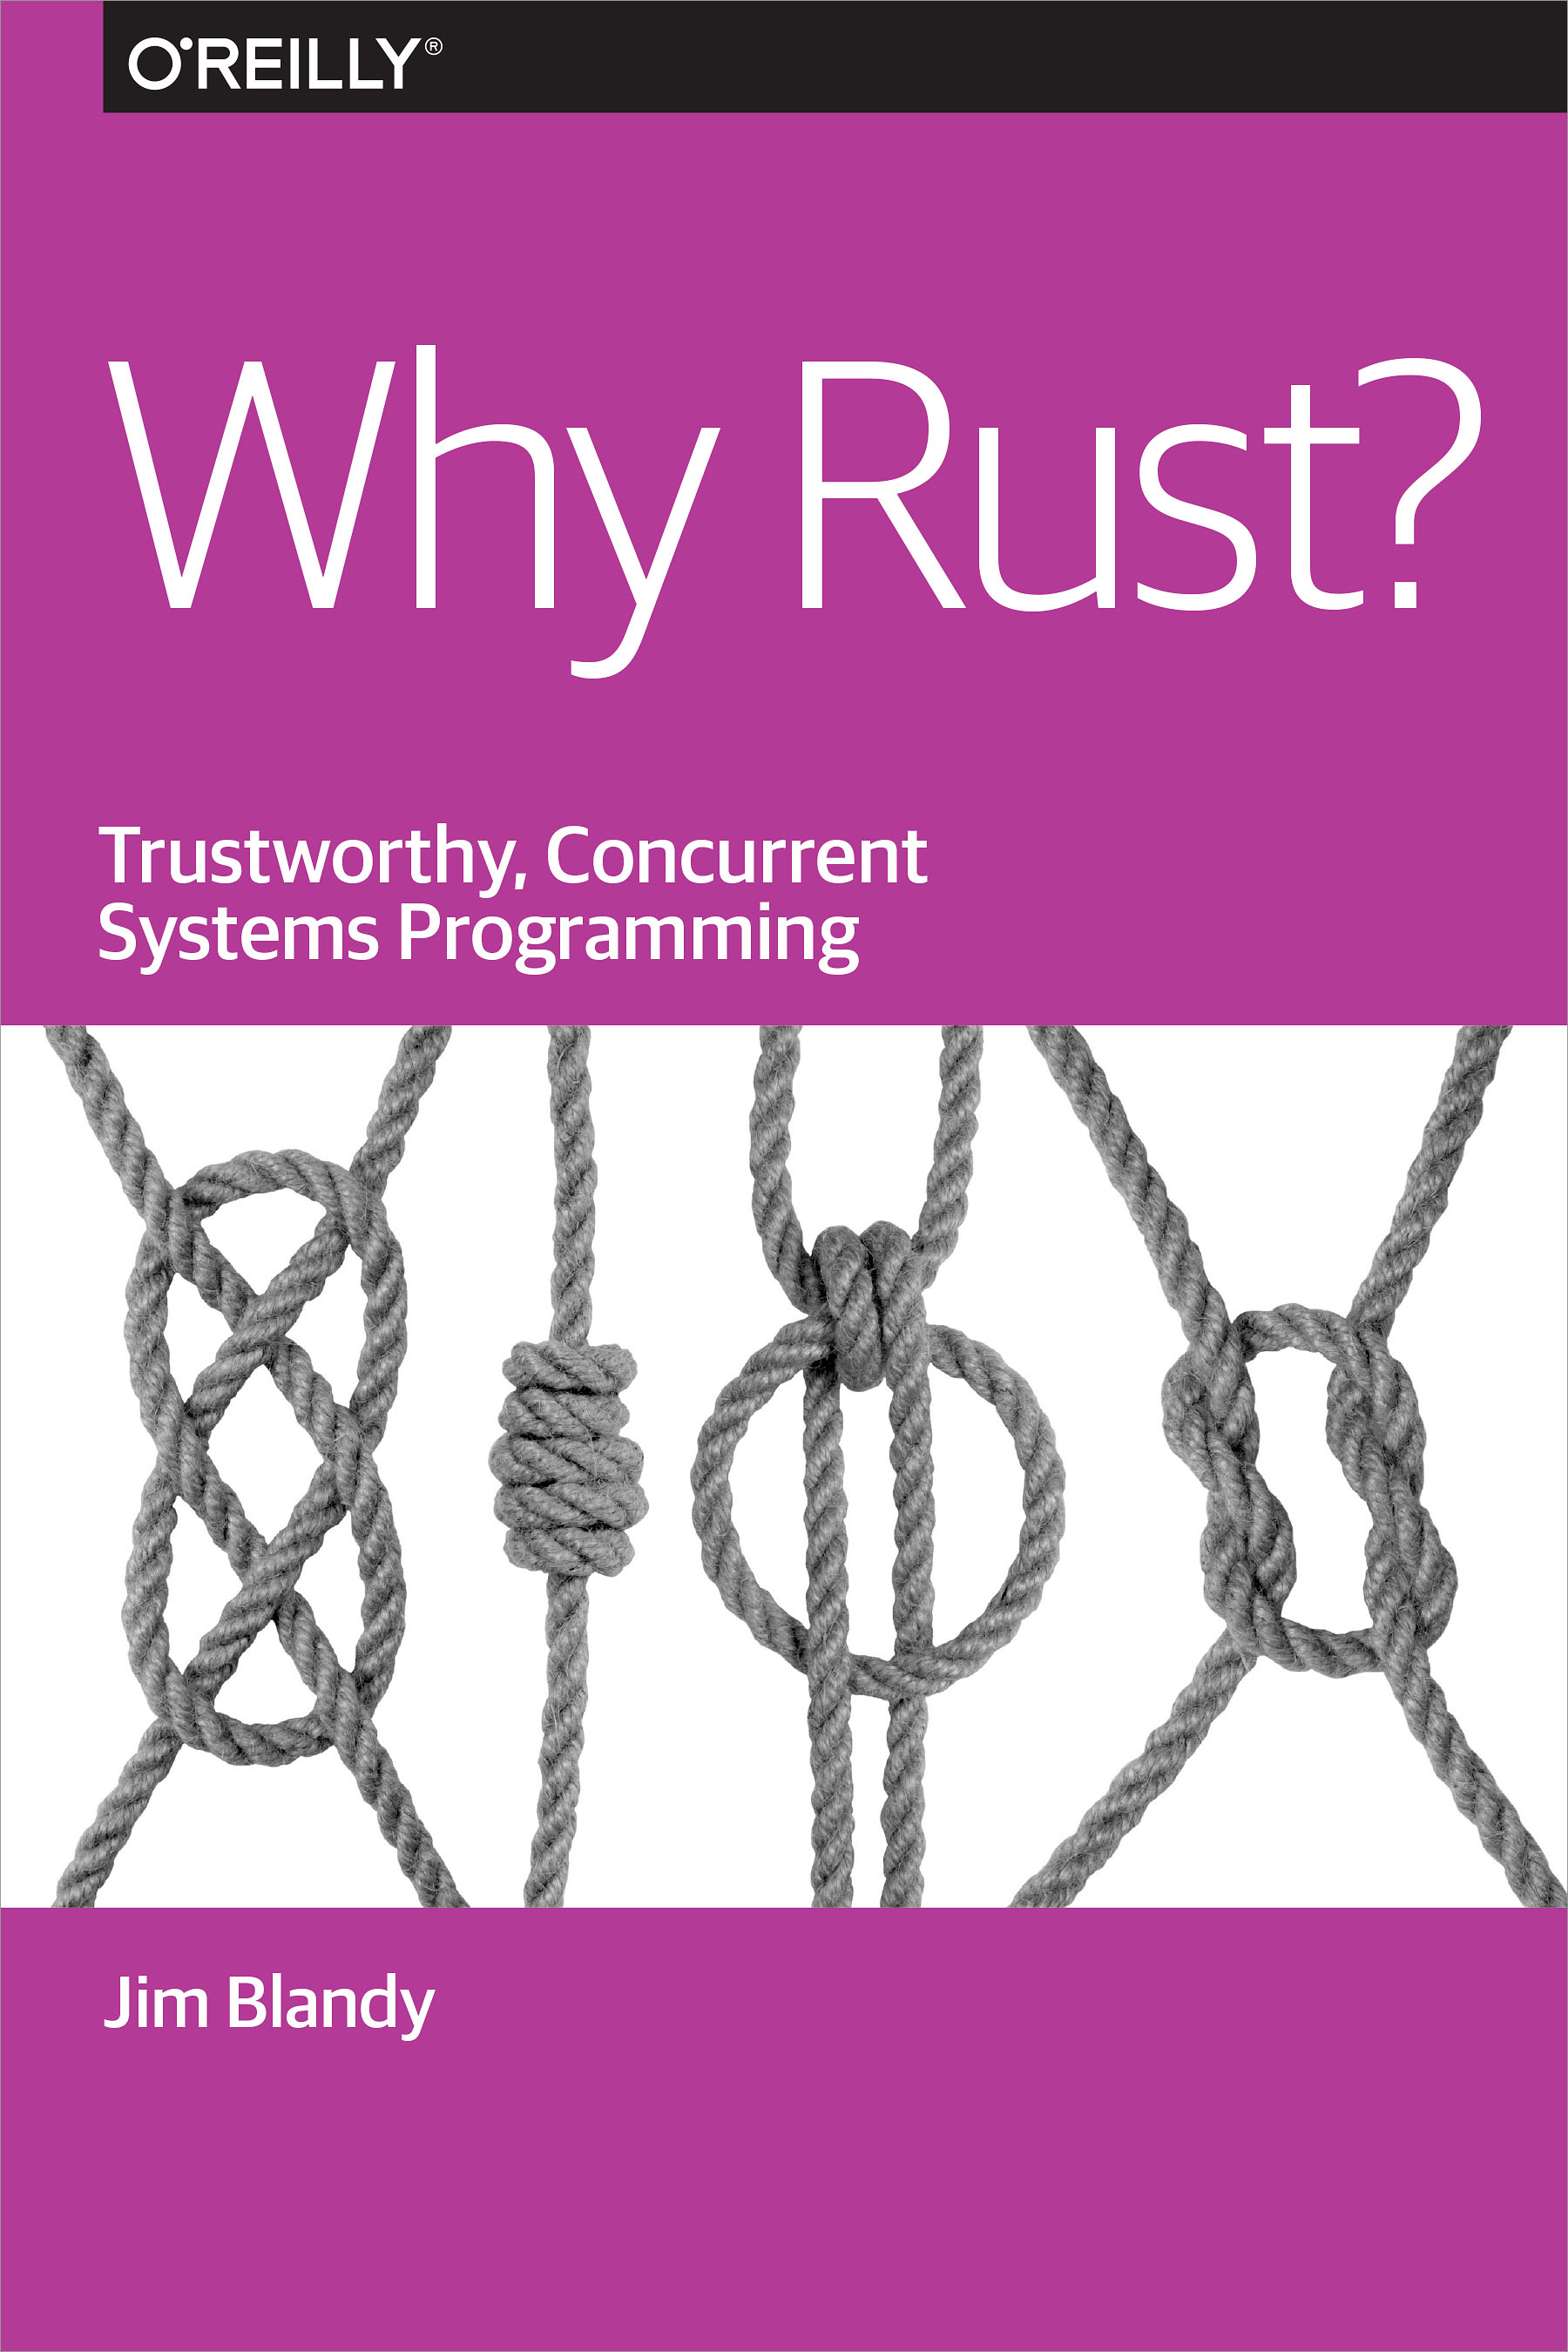 O'REILLY®
Why Rust?
Trustworthy, Concurrent
Systems Programming
Jim Blandy